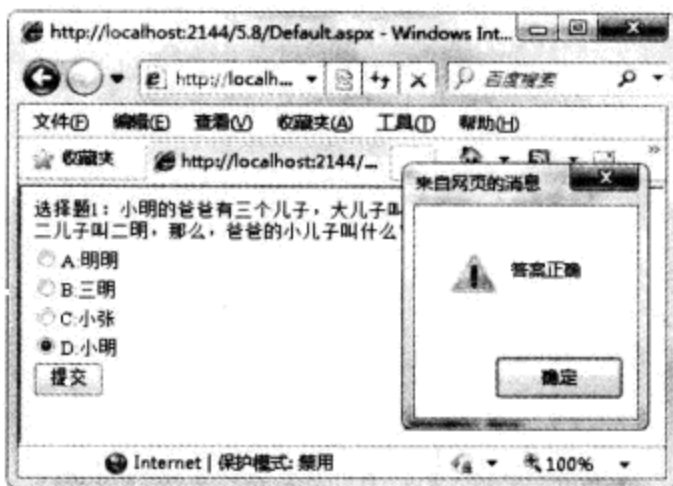 http://localhost:2144/5.8/Default.aspx - Windows Int...
http://localh...
百度搜索
文件(F) 编辑(E) 查看(V) 收藏夹(A) 工具(T) 帮助(H)
收藏夹 http://localhost:2144/...
来自网页的消息
选择题1：小明的爸爸有三个儿子，大儿子叫
二儿子叫二明，那么，爸爸的小儿子叫什么
A:明明
B:三明
C:小张
D:小明
提交
答案正确
确定
Internet | 保护模式: 禁用
100%